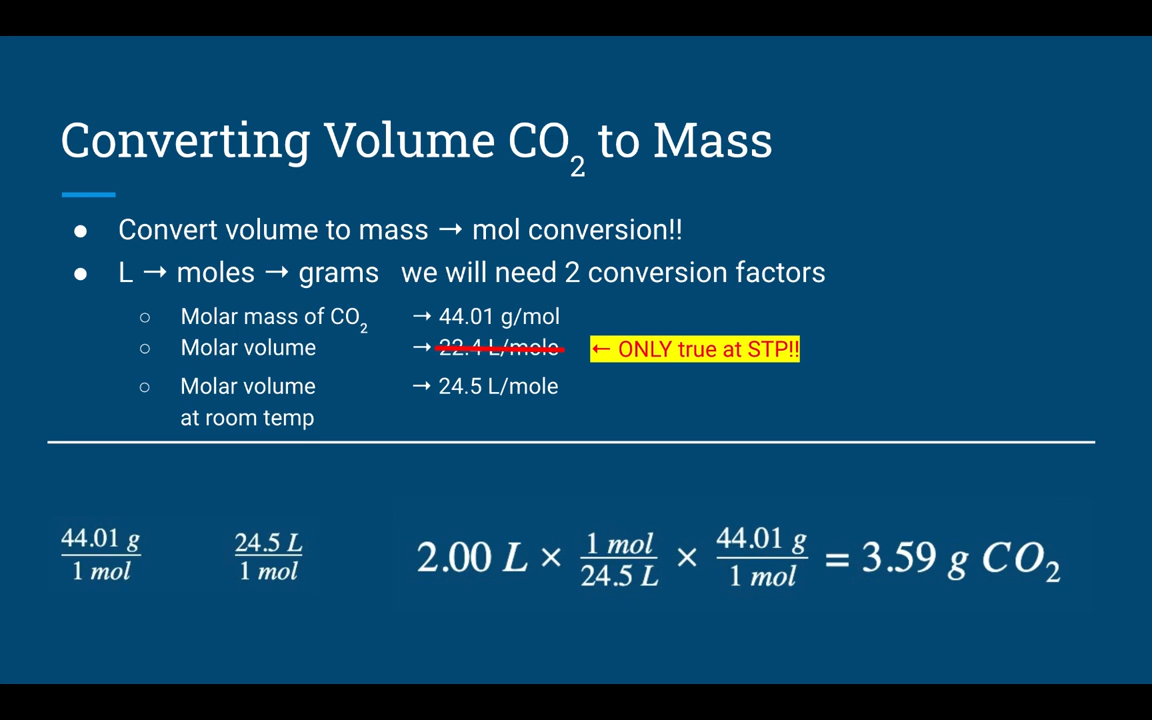 Converting Volume CO₂ to Mass
● Convert volume to mass → mol conversion!!
● L → moles → grams we will need 2 conversion factors
○ Molar mass of CO₂ → 44.01 g/mol
○ Molar volume → 22.4 L/mole ← ONLY true at STP!!
○ Molar volume → 24.5 L/mole
at room temp
44.01 g / 1 mol 24.5 L / 1 mol 2.00 L × 1 mol / 24.5 L × 44.01 g / 1 mol = 3.59 g CO₂